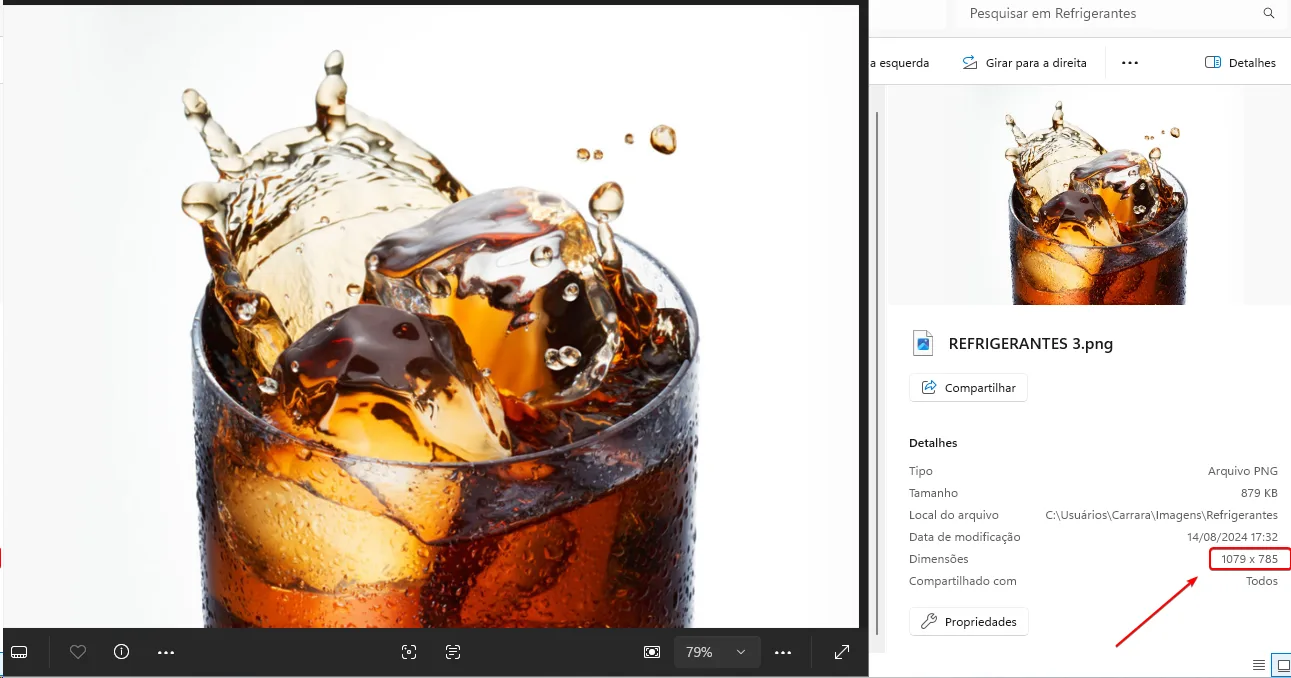 Pesquisar em Refrigerantes
a esquerda Girar para a direita Detalhes
REFRIGERANTES 3.png
Compartilhar
Detalhes
Tipo Arquivo PNG
Tamanho 879 KB
Local do arquivo C:\Usuários\Carrara\Imagens\Refrigerantes
Data de modificação 14/08/2024 17:32
Dimensões 1079 x 785
Compartilhado com Todos
Propriedades
79%